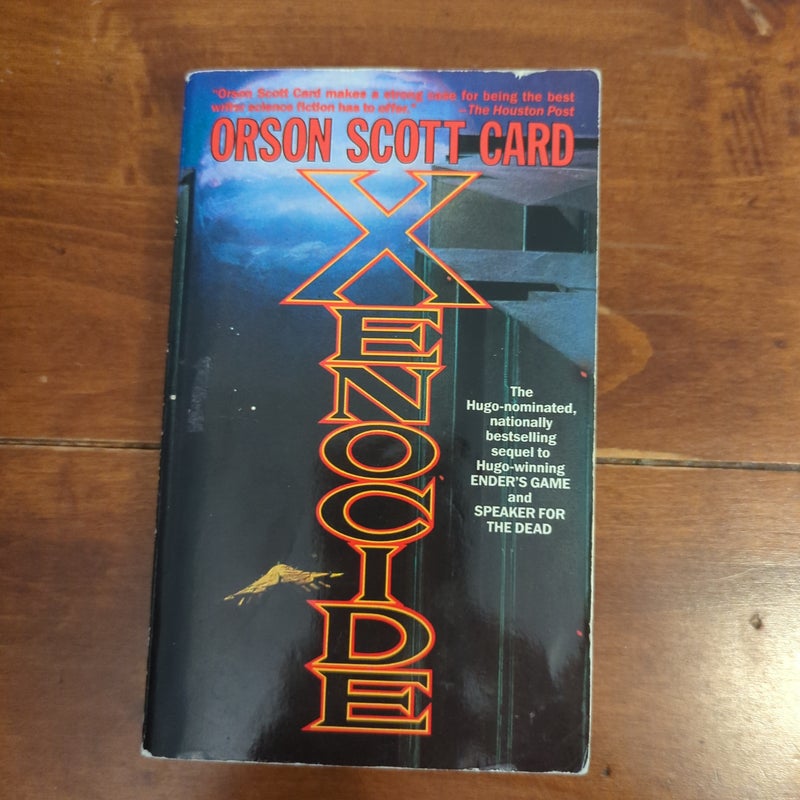 "Orson Scott Card makes a strong case for being the best
writer science fiction has to offer."
—The Houston Post
ORSON SCOTT CARD
XENOCIDE
The
Hugo-nominated,
nationally
bestselling
sequel to
Hugo-winning
ENDER'S GAME
and
SPEAKER FOR
THE DEAD